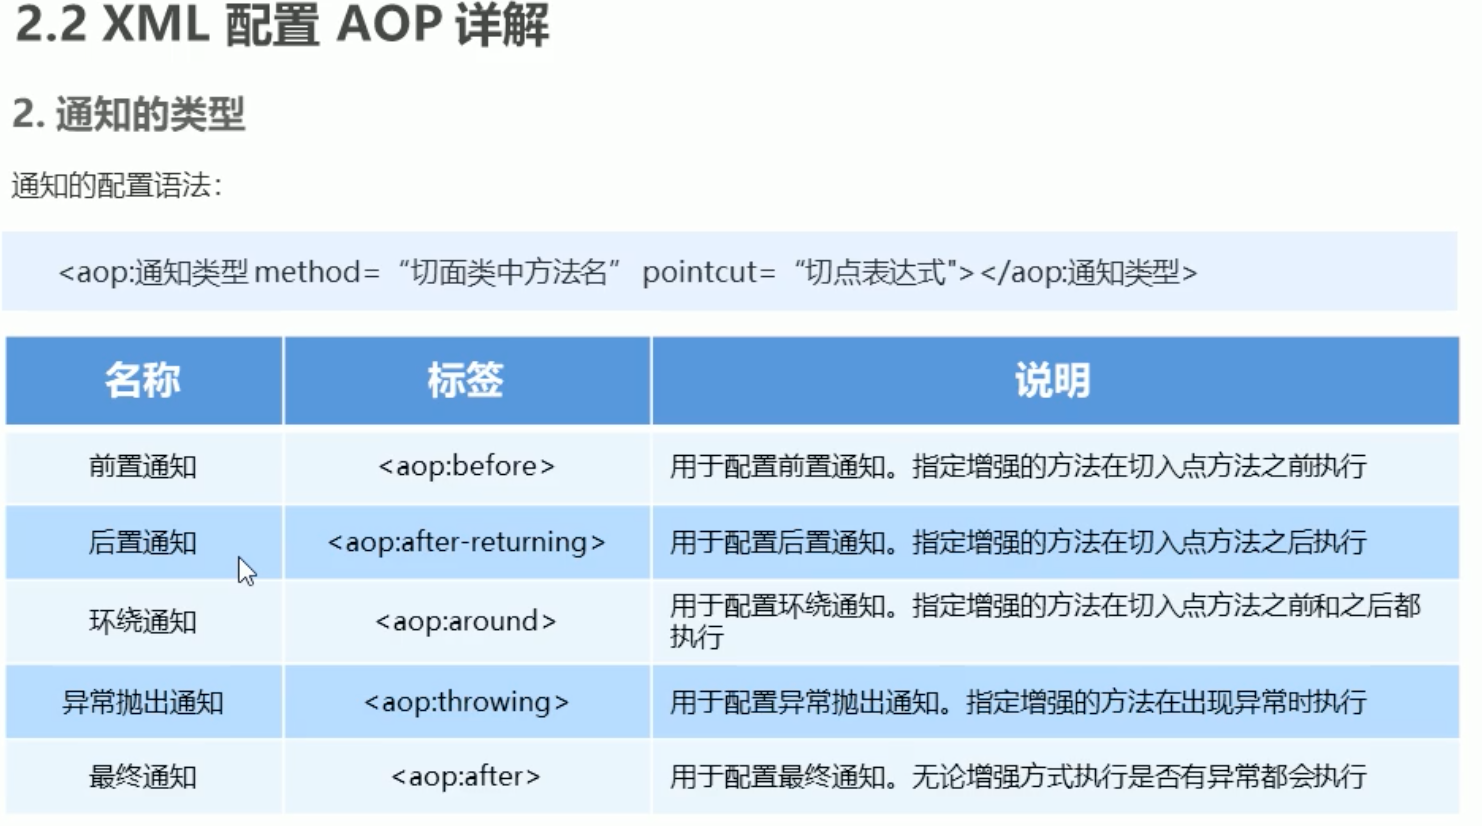 2.2 XML 配置 AOP 详解
2. 通知的类型
通知的配置语法：
<aop:通知类型 method= “切面类中方法名” pointcut= “切点表达式"></aop:通知类型>
名称 标签 说明
前置通知 <aop:before> 用于配置前置通知。指定增强的方法在切入点方法之前执行
后置通知 <aop:after-returning> 用于配置后置通知。指定增强的方法在切入点方法之后执行
环绕通知 <aop:around> 用于配置环绕通知。指定增强的方法在切入点方法之前和之后都
执行
异常抛出通知 <aop:throwing> 用于配置异常抛出通知。指定增强的方法在出现异常时执行
最终通知 <aop:after> 用于配置最终通知。无论增强方式执行是否有异常都会执行